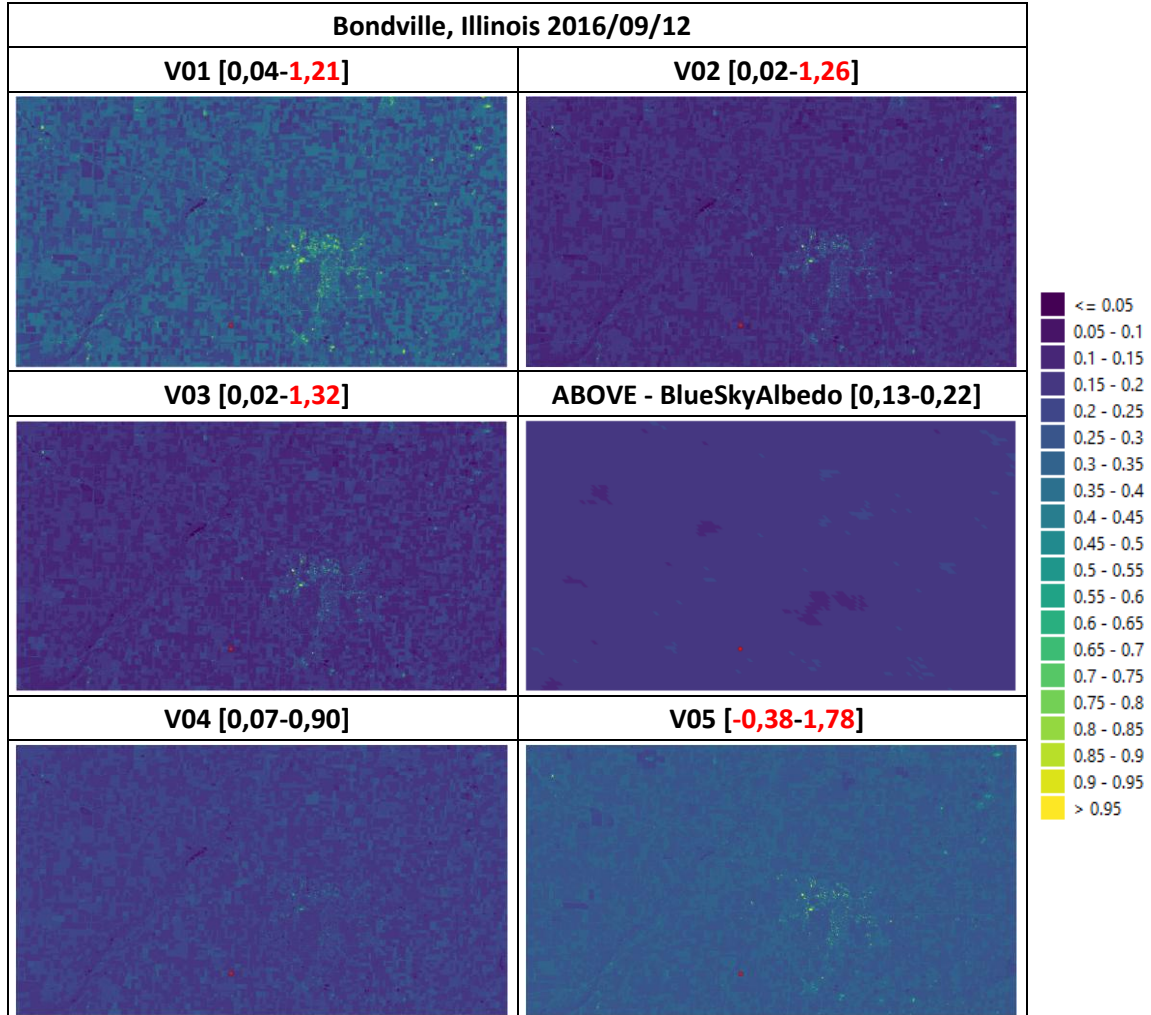 Bondville, Illinois 2016/09/12
V01 [0,04-1,21]
V02 [0,02-1,26]
V03 [0,02-1,32]
ABOVE - BlueSkyAlbedo [0,13-0,22]
V04 [0,07-0,90]
V05 [-0,38-1,78]
<= 0.05
0.05 - 0.1
0.1 - 0.15
0.15 - 0.2
0.2 - 0.25
0.25 - 0.3
0.3 - 0.35
0.35 - 0.4
0.4 - 0.45
0.45 - 0.5
0.5 - 0.55
0.55 - 0.6
0.6 - 0.65
0.65 - 0.7
0.7 - 0.75
0.75 - 0.8
0.8 - 0.85
0.85 - 0.9
0.9 - 0.95
> 0.95